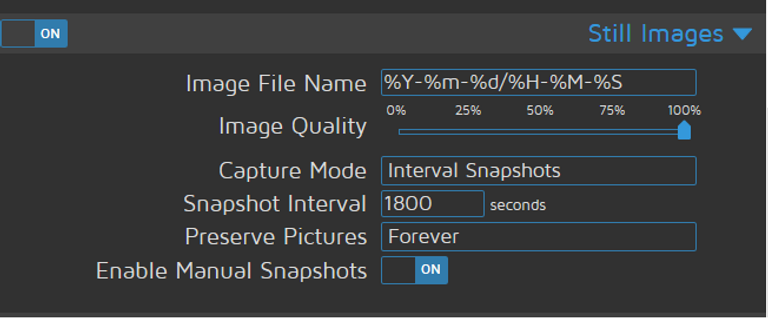 ON
Still Images
Image File Name %Y-%m-%d/%H-%M-%S
0% 25% 50% 75% 100%
Image Quality
Capture Mode Interval Snapshots
Snapshot Interval 1800 seconds
Preserve Pictures Forever
Enable Manual Snapshots ON